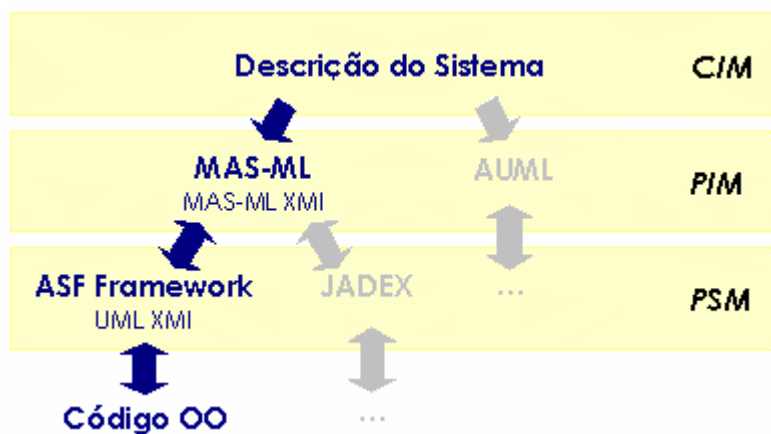 Descrição do Sistema CIM
MAS-ML AUML PIM
MAS-ML XMI
ASF Framework JADEX ... PSM
UML XMI
Código OO ...